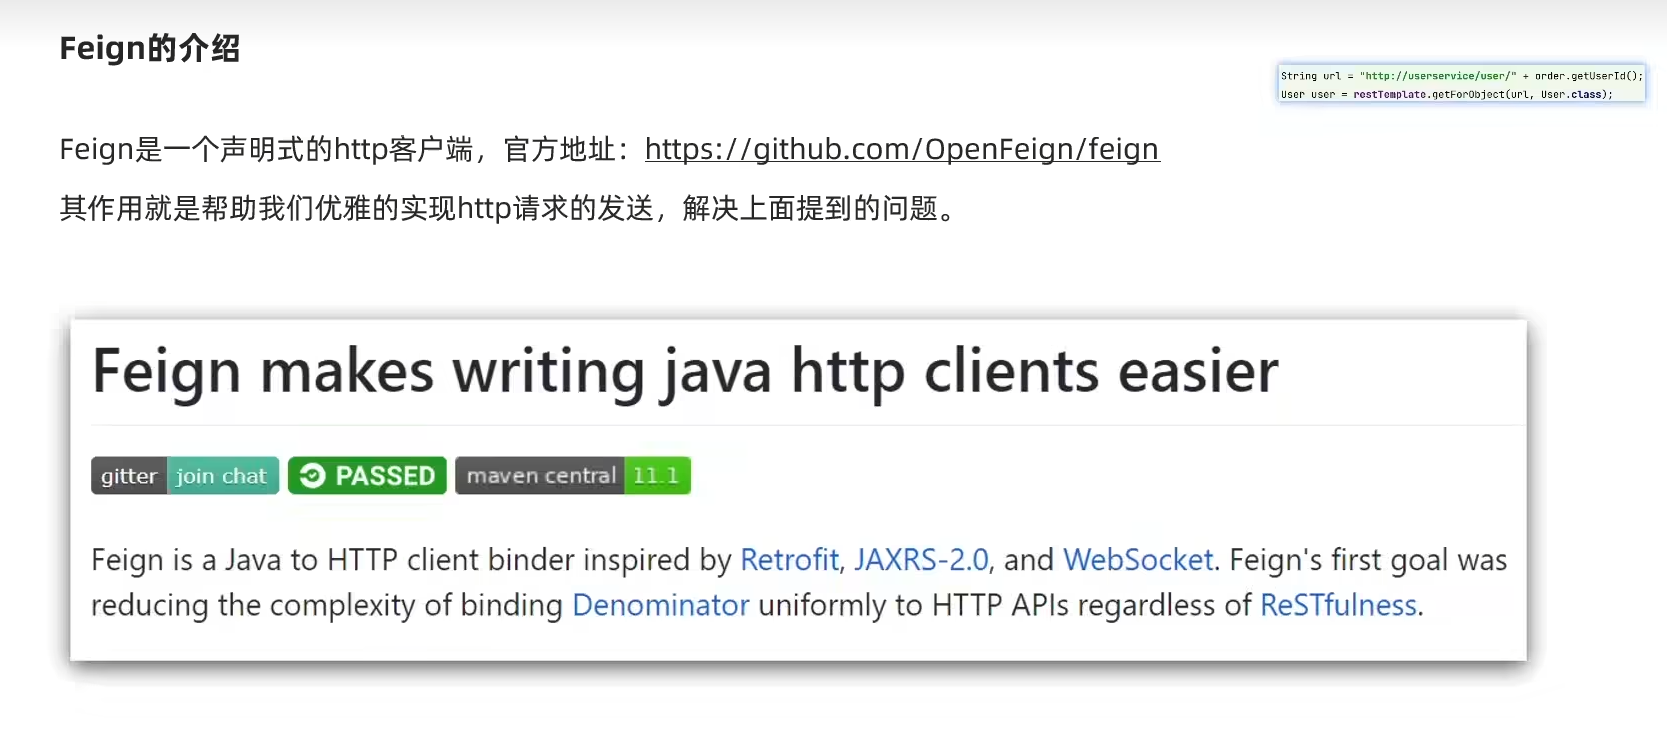 Feign的介绍
String url = "http://userservice/user/" + order.getUserId();
User user = restTemplate.getForObject(url, User.class);
Feign是一个声明式的http客户端，官方地址：https://github.com/OpenFeign/feign
其作用就是帮助我们优雅的实现http请求的发送，解决上面提到的问题。
Feign makes writing java http clients easier
gitter join chat PASSED maven central 11.1
Feign is a Java to HTTP client binder inspired by Retrofit, JAXRS-2.0, and WebSocket. Feign's first goal was
reducing the complexity of binding Denominator uniformly to HTTP APIs regardless of ReSTfulness.